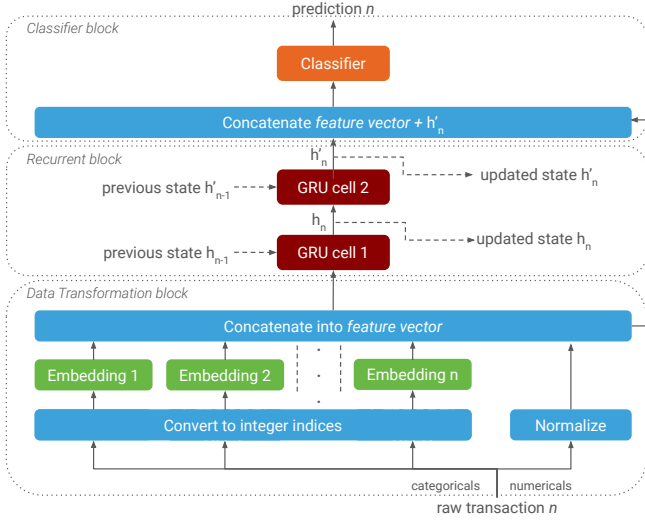 prediction n
Classifier block
Classifier
Concatenate feature vector + h'n
Recurrent block
h'n
previous state h'n-1
GRU cell 2
updated state h'n
hn
previous state hn-1
GRU cell 1
updated state hn
Data Transformation block
Concatenate into feature vector
Embedding 1
Embedding 2
. . .
Embedding n
Convert to integer indices
Normalize
categoricals
numericals
raw transaction n